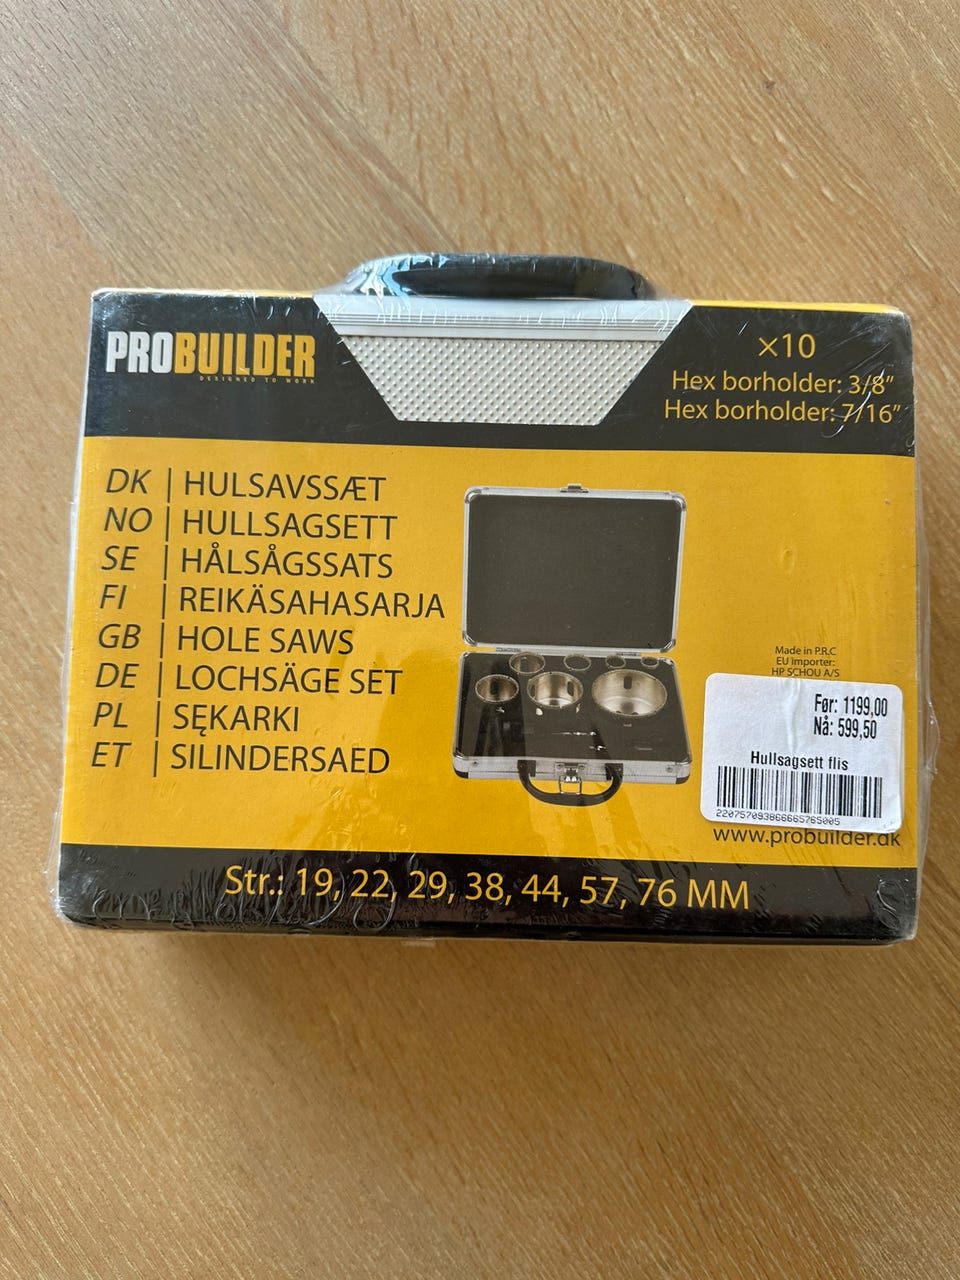 PROBUILDER
DESIGNED TO WORK
×10
Hex borholder: 3/8”
Hex borholder: 7/16”
DK | HULSAVSSÆT
NO | HULLSAGSETT
SE | HÅLSÅGSSATS
FI | REIKÄSAHASARJA
GB | HOLE SAWS
DE | LOCHSÄGE SET
PL | SĘKARKI
ET | SILINDERSAED
Made in P.R.C
EU Importer:
HP SCHOU A/S
Før: 1199,00
Nå: 599,50
Hullsagsett flis
2207570938666665765005
www.probuilder.dk
Str.: 19, 22, 29, 38, 44, 57, 76 MM